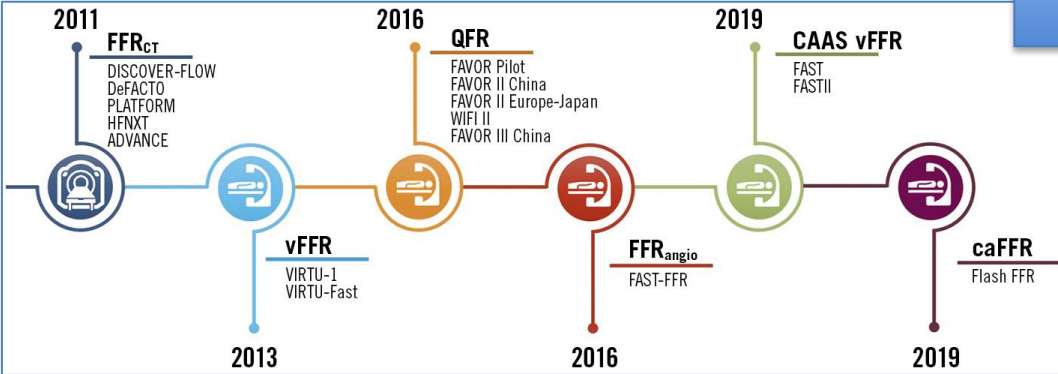 2011
FFRCT
DISCOVER-FLOW
DeFACTO
PLATFORM
HFNXT
ADVANCE
2016
QFR
FAVOR Pilot
FAVOR II China
FAVOR II Europe-Japan
WIFI II
FAVOR III China
2019
CAAS vFFR
FAST
FASTII
vFFR
VIRTU-1
VIRTU-Fast
2013
FFRangio
FAST-FFR
2016
caFFR
Flash FFR
2019